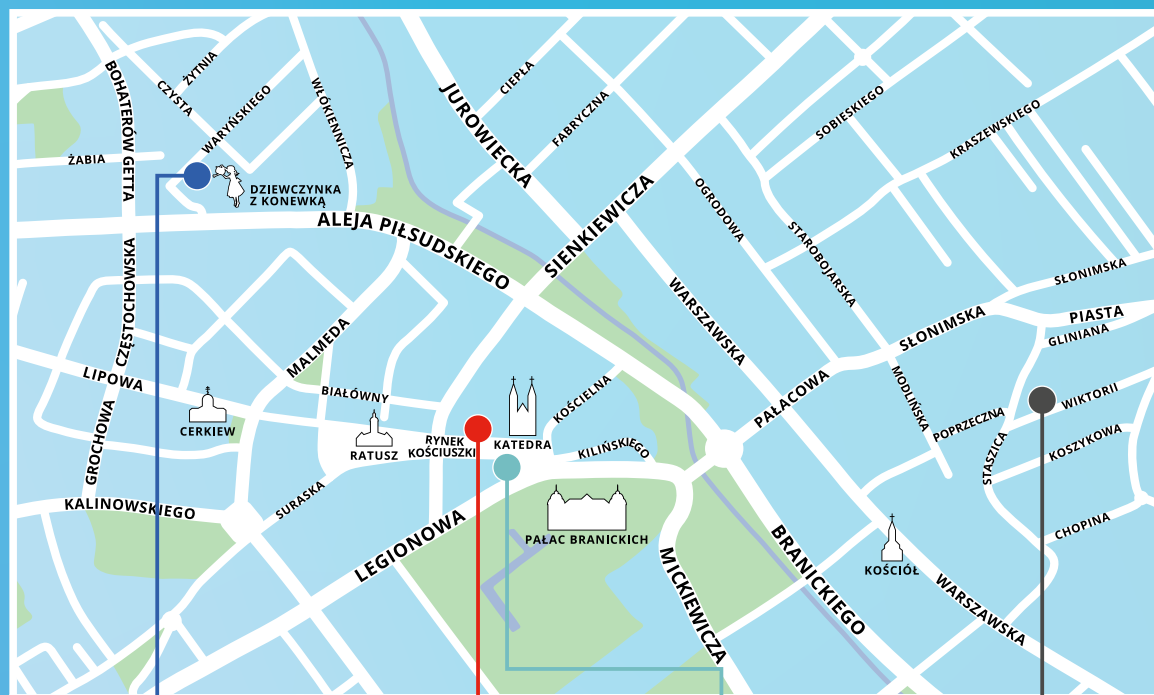 BOHATERÓW GETTA
ŻYTNIA
CZYSTA
WARYŃSKIEGO
WŁÓKIENNICZA
ŻABIA
DZIEWCZYNKA
Z KONEWKĄ
CIEPŁA
FABRYCZNA
JUROWIECKA
SOBIESKIEGO
KRASZEWSKIEGO
ALEJA PIŁSUDSKIEGO
SIENKIEWICZA
OGRODOWA
STAROBOJARSKA
CZĘSTOCHOWSKA
WARSZAWSKA
SŁONIMSKA
SŁONIMSKA
PIASTA
GLINIANA
MALMEDA
LIPOWA
BIAŁÓWNY
CERKIEW
GROCHOWA
RATUSZ
RYNEK
KOŚCIUSZKI
KATEDRA
KOŚCIELNA
KILIŃSKIEGO
PAŁACOWA
MODLIŃSKA
POPRZECZNA
WIKTORII
STASZICA
KOSZYKOWA
CHOPINA
KALINOWSKIEGO
SURASKA
LEGIONOWA
PAŁAC BRANICKICH
MICKIEWICZA
BRANICKIEGO
KOŚCIÓŁ
WARSZAWSKA